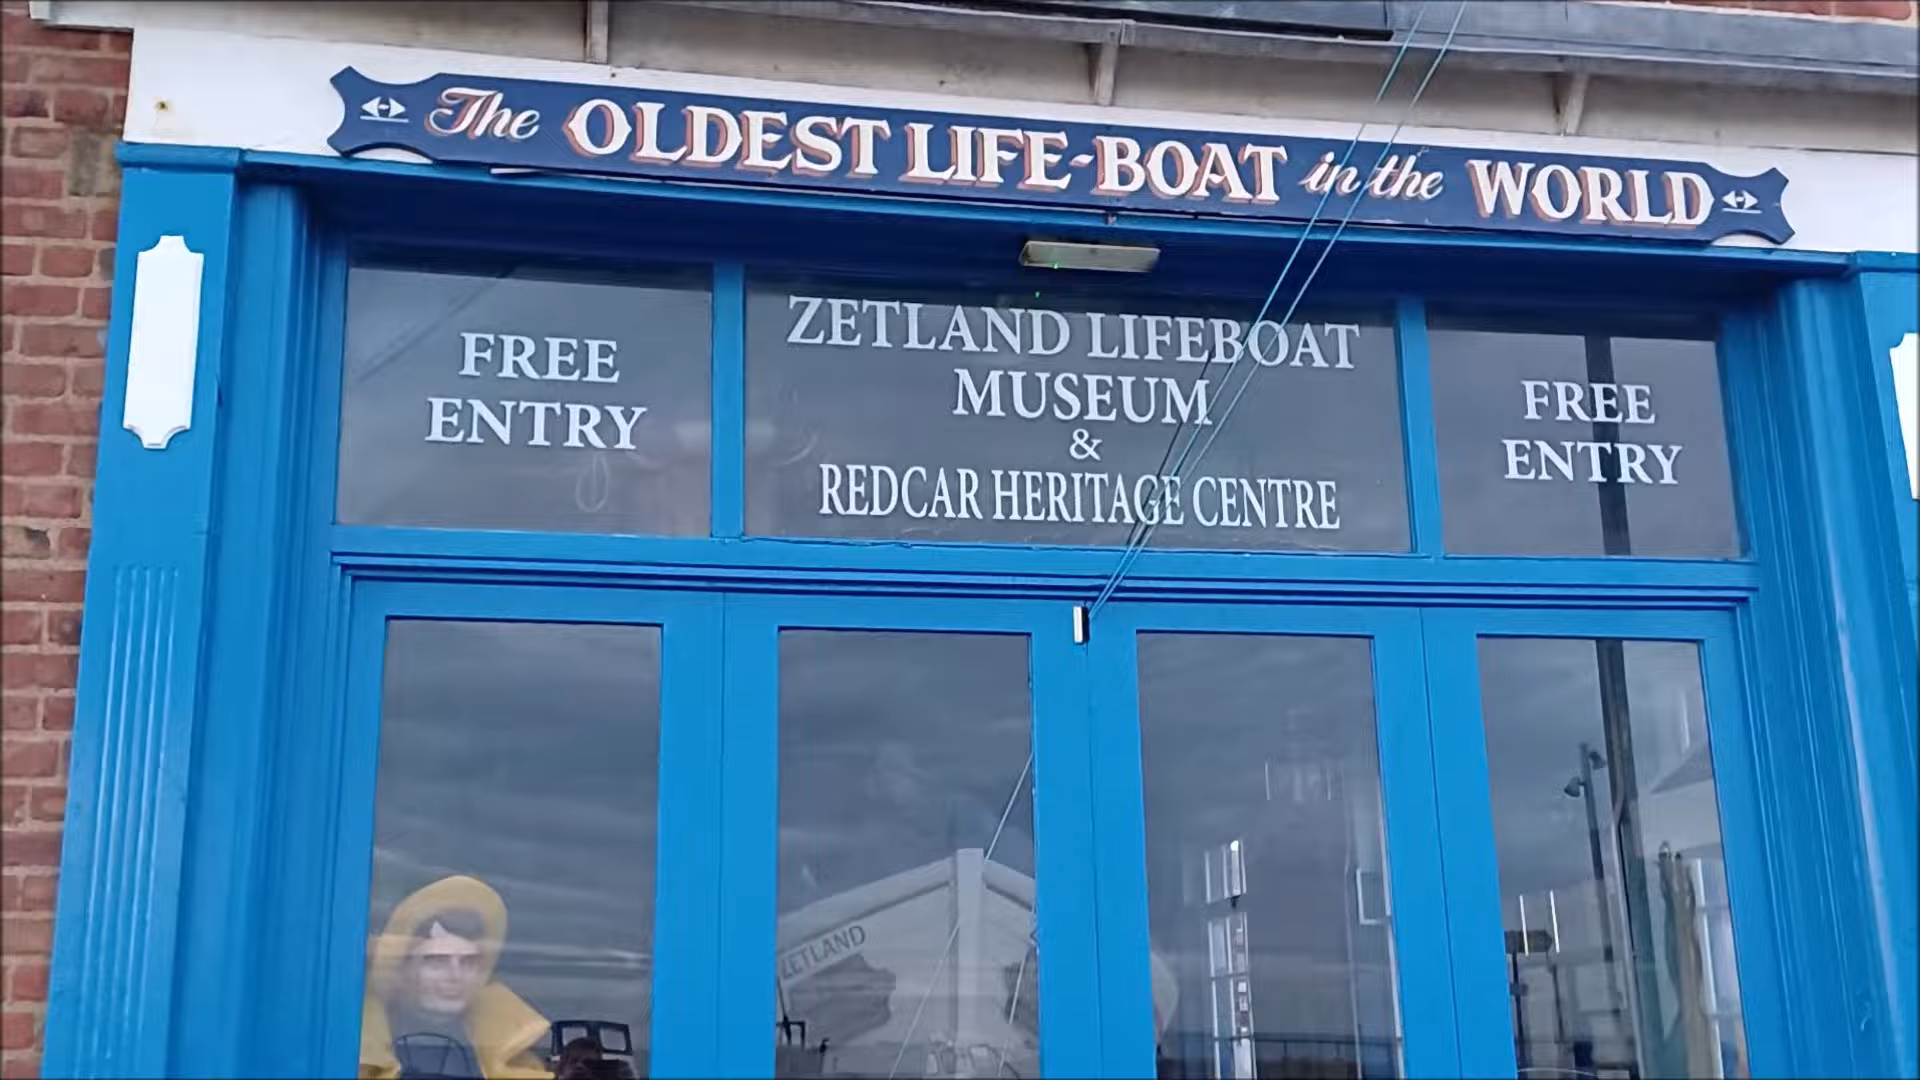 The OLDEST LIFE-BOAT in the WORLD
FREE
ENTRY
ZETLAND LIFEBOAT
MUSEUM
&
REDCAR HERITAGE CENTRE
FREE
ENTRY
ZETLAND